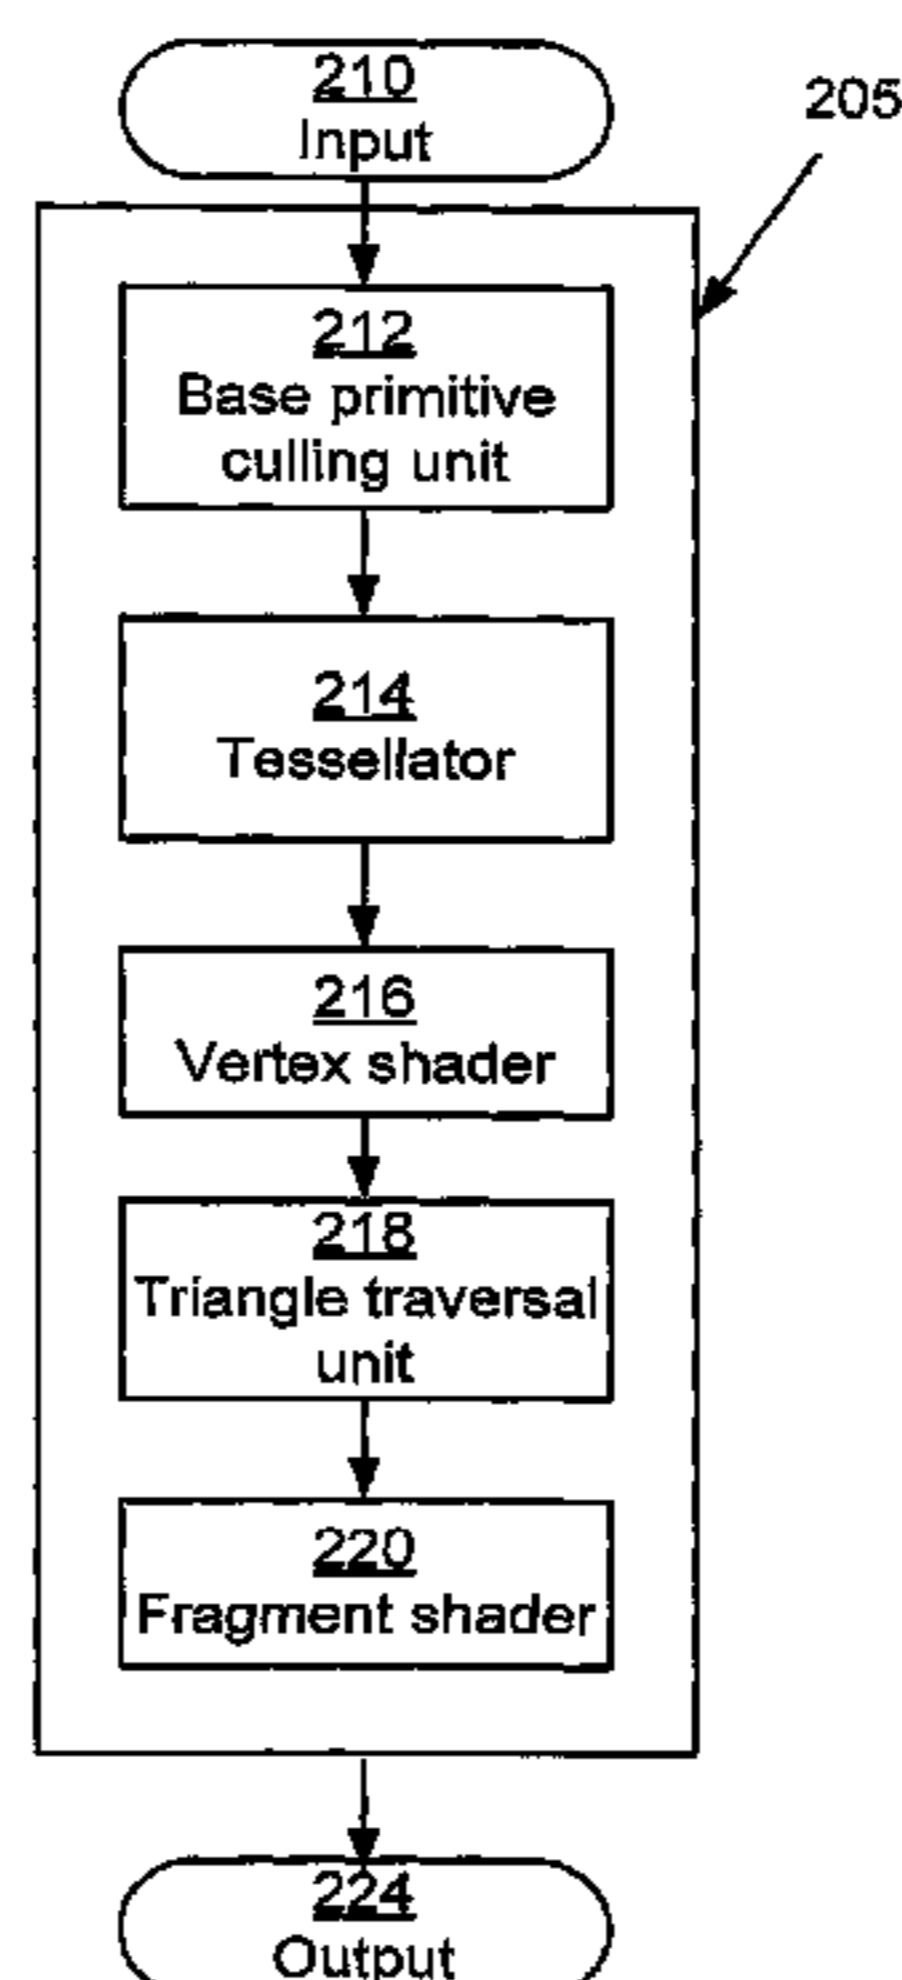 210
Input
205
212
Base primitive
culling unit
214
Tessellator
216
Vertex shader
218
Triangle traversal
unit
220
Fragment shader
224
Output